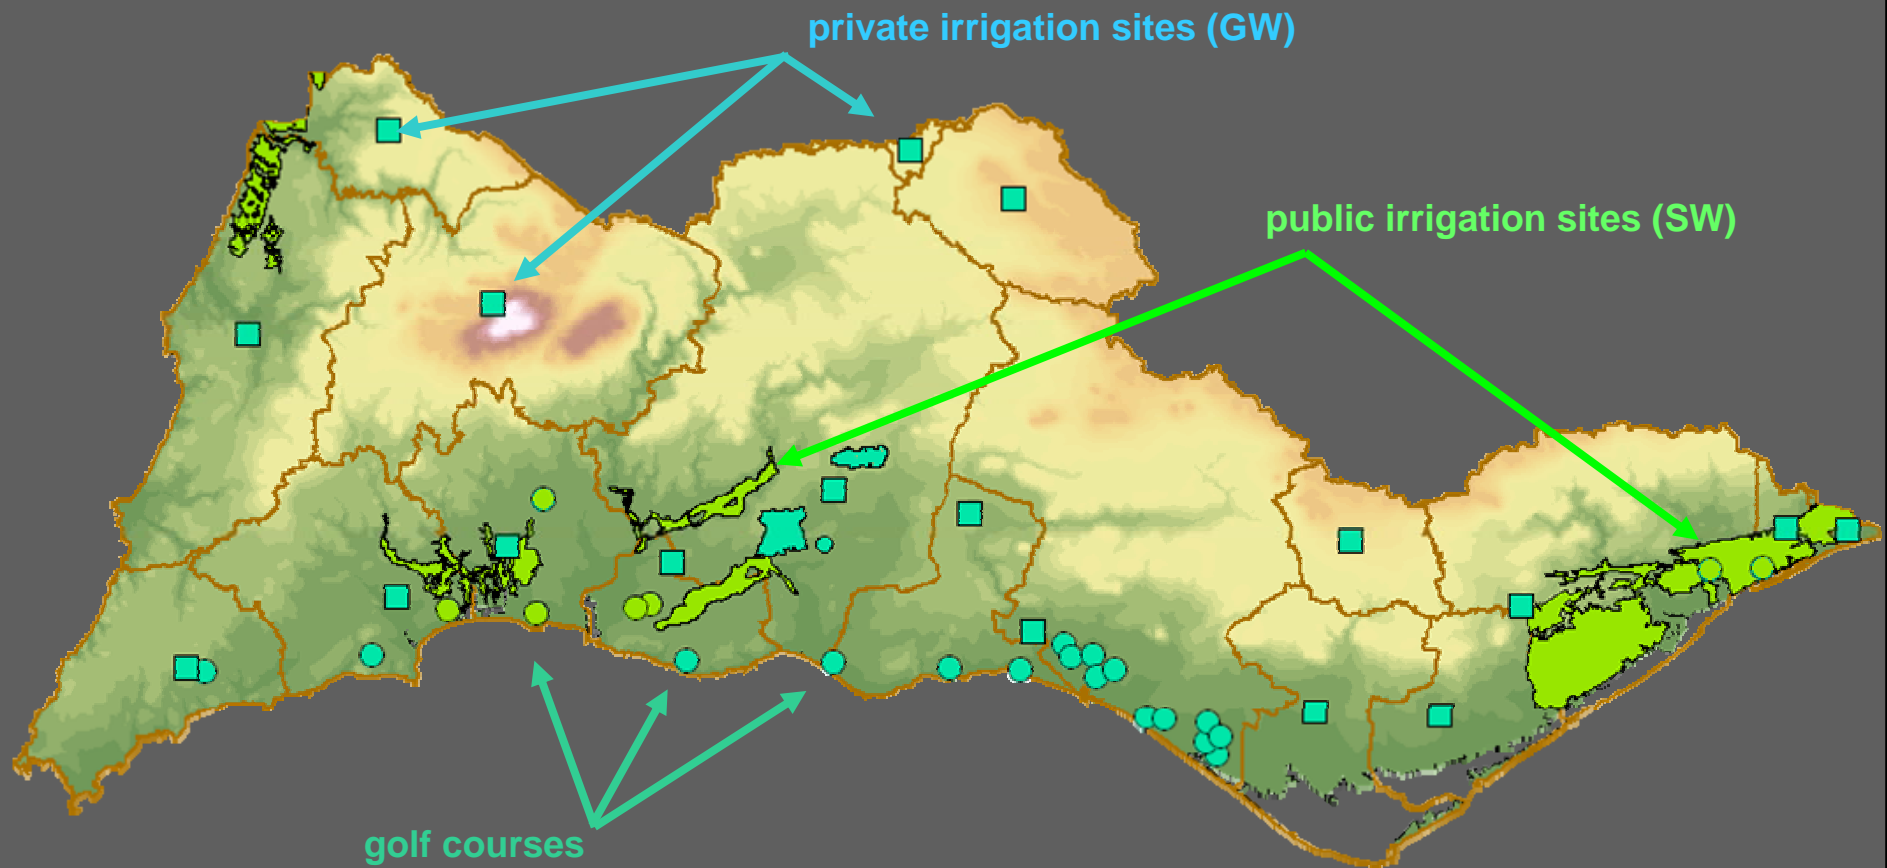 private irrigation sites (GW)
public irrigation sites (SW)
golf courses